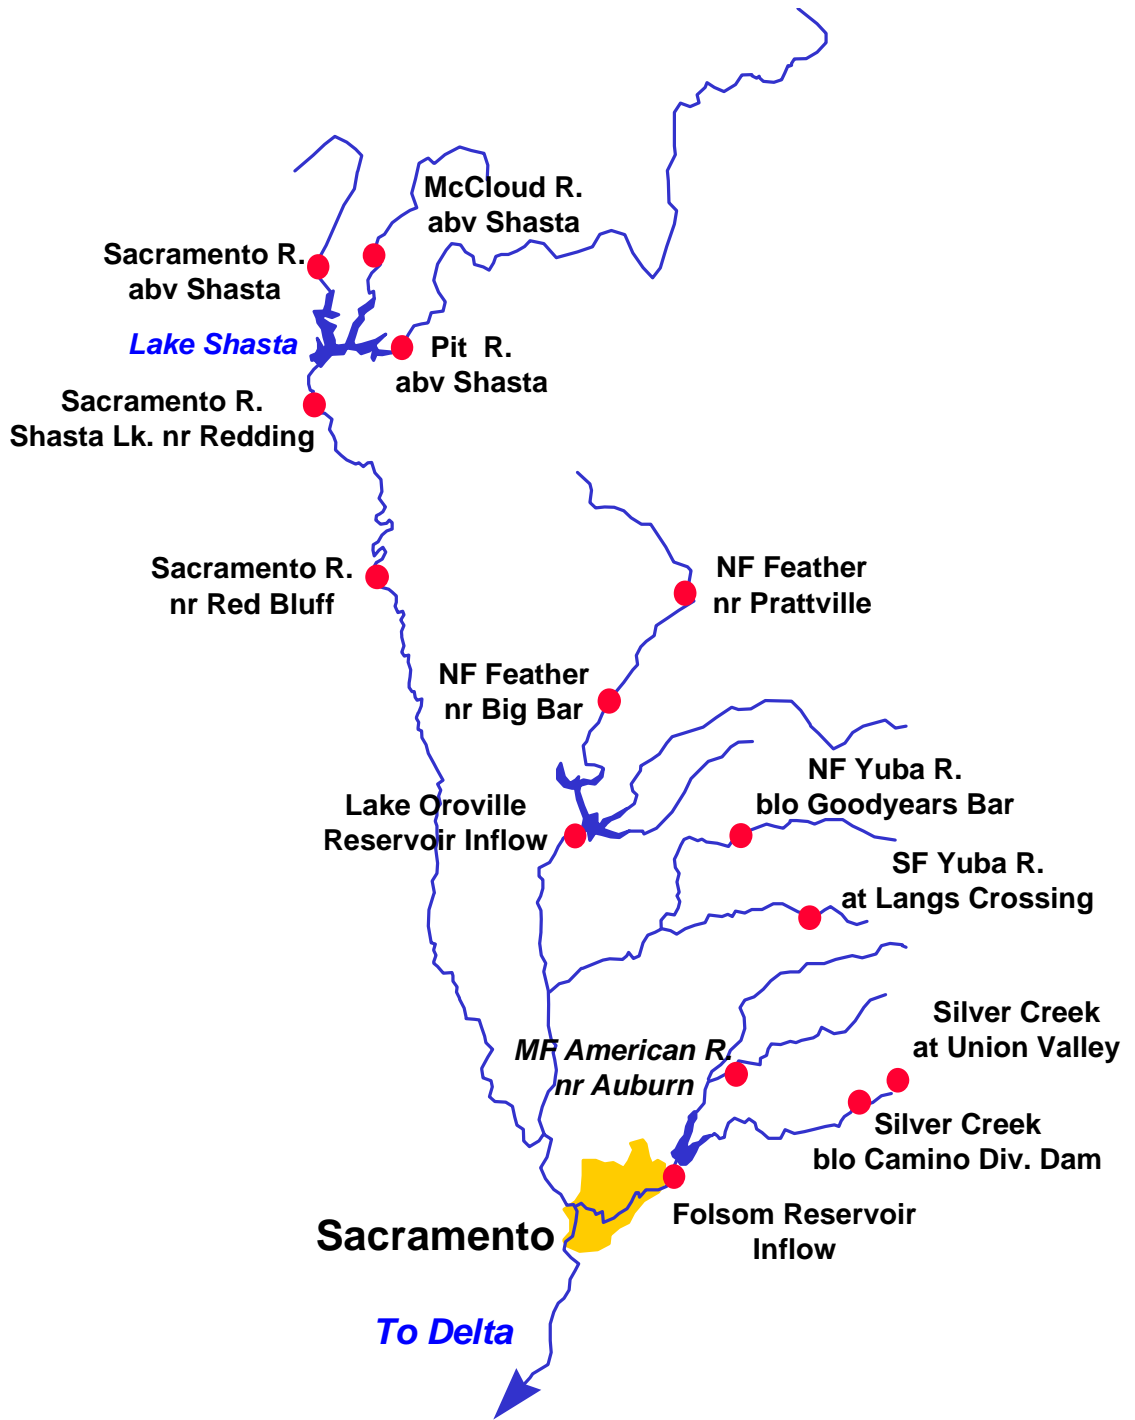 McCloud R.
abv Shasta
Sacramento R.
abv Shasta
Lake Shasta
Pit R.
abv Shasta
Sacramento R.
Shasta Lk. nr Redding
Sacramento R.
nr Red Bluff
NF Feather
nr Prattville
NF Feather
nr Big Bar
NF Yuba R.
blo Goodyears Bar
Lake Oroville
Reservoir Inflow
SF Yuba R.
at Langs Crossing
Silver Creek
at Union Valley
MF American R.
nr Auburn
Silver Creek
blo Camino Div. Dam
Folsom Reservoir
Inflow
Sacramento
To Delta